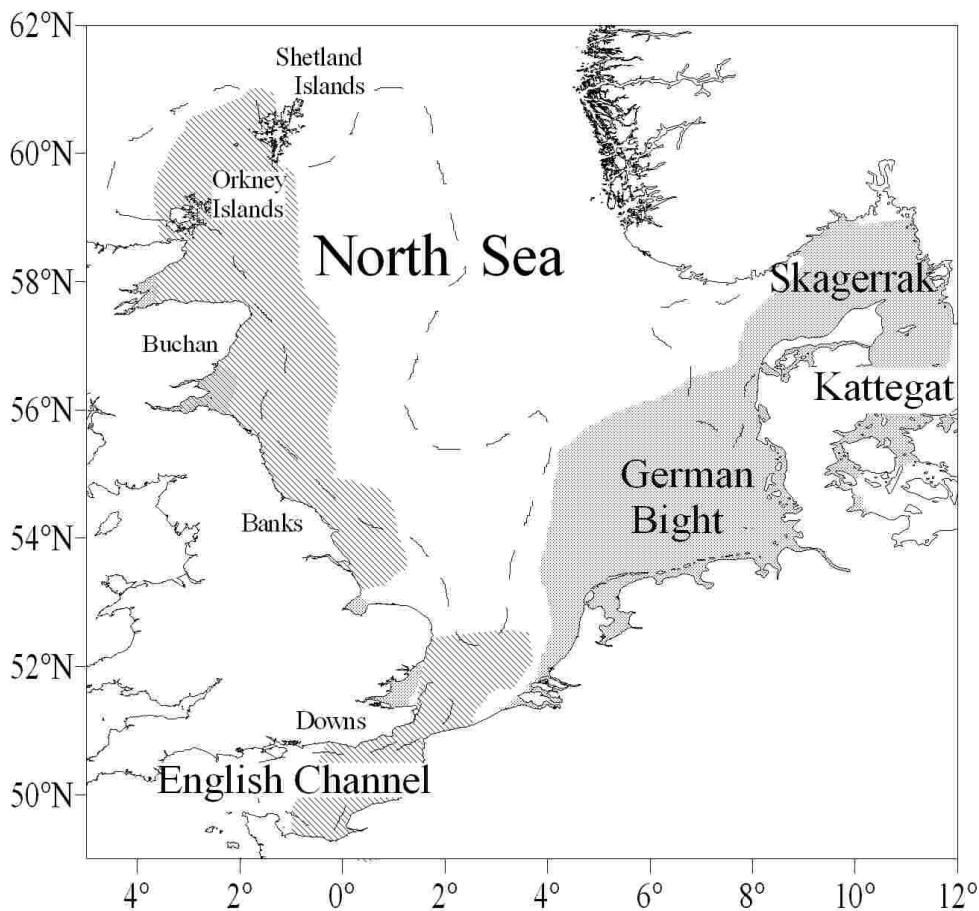 62°N
Shetland
Islands
60°N
Orkney
Islands
North Sea
58°N
Skagerrak
Buchan
Kattegat
56°N
German
Bight
Banks
54°N
52°N
Downs
English Channel
50°N
4° 2° 0° 2° 4° 6° 8° 10° 12°